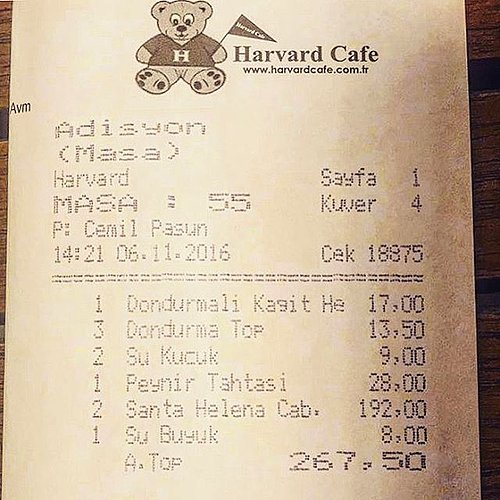 Harvard Cafe
H
Harvard Cafe
www.harvardcafe.com.fr
Avm
Adisyon
(Masa)
Harvard Sayfa 1
MASA : 55 Kuver 4
P: Cemil Pasun
14:21 06.11.2016 Cek 18875
1 Dondurmali Kagit He 17,00
3 Dondurma Top 13,50
2 Su Kucuk 9,00
1 Peynir Tahtasi 28,00
2 Santa Helena Cab. 192,00
1 Su Buyuk 8,00
A.Top 267,50